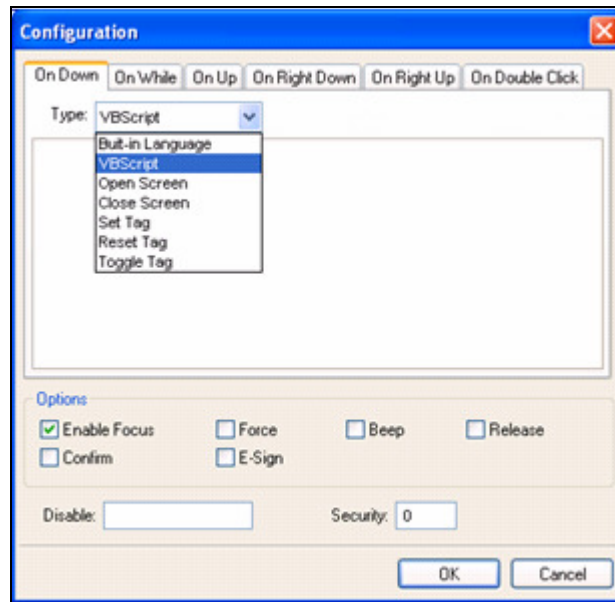 Configuration
On Down On While On Up On Right Down On Right Up On Double Click
Type: VBScript
Buit-in Language
VBScript
Open Screen
Close Screen
Set Tag
Reset Tag
Toggle Tag
Options
Enable Focus Force Beep Release
Confirm E-Sign
Disable: Security: 0
OK Cancel